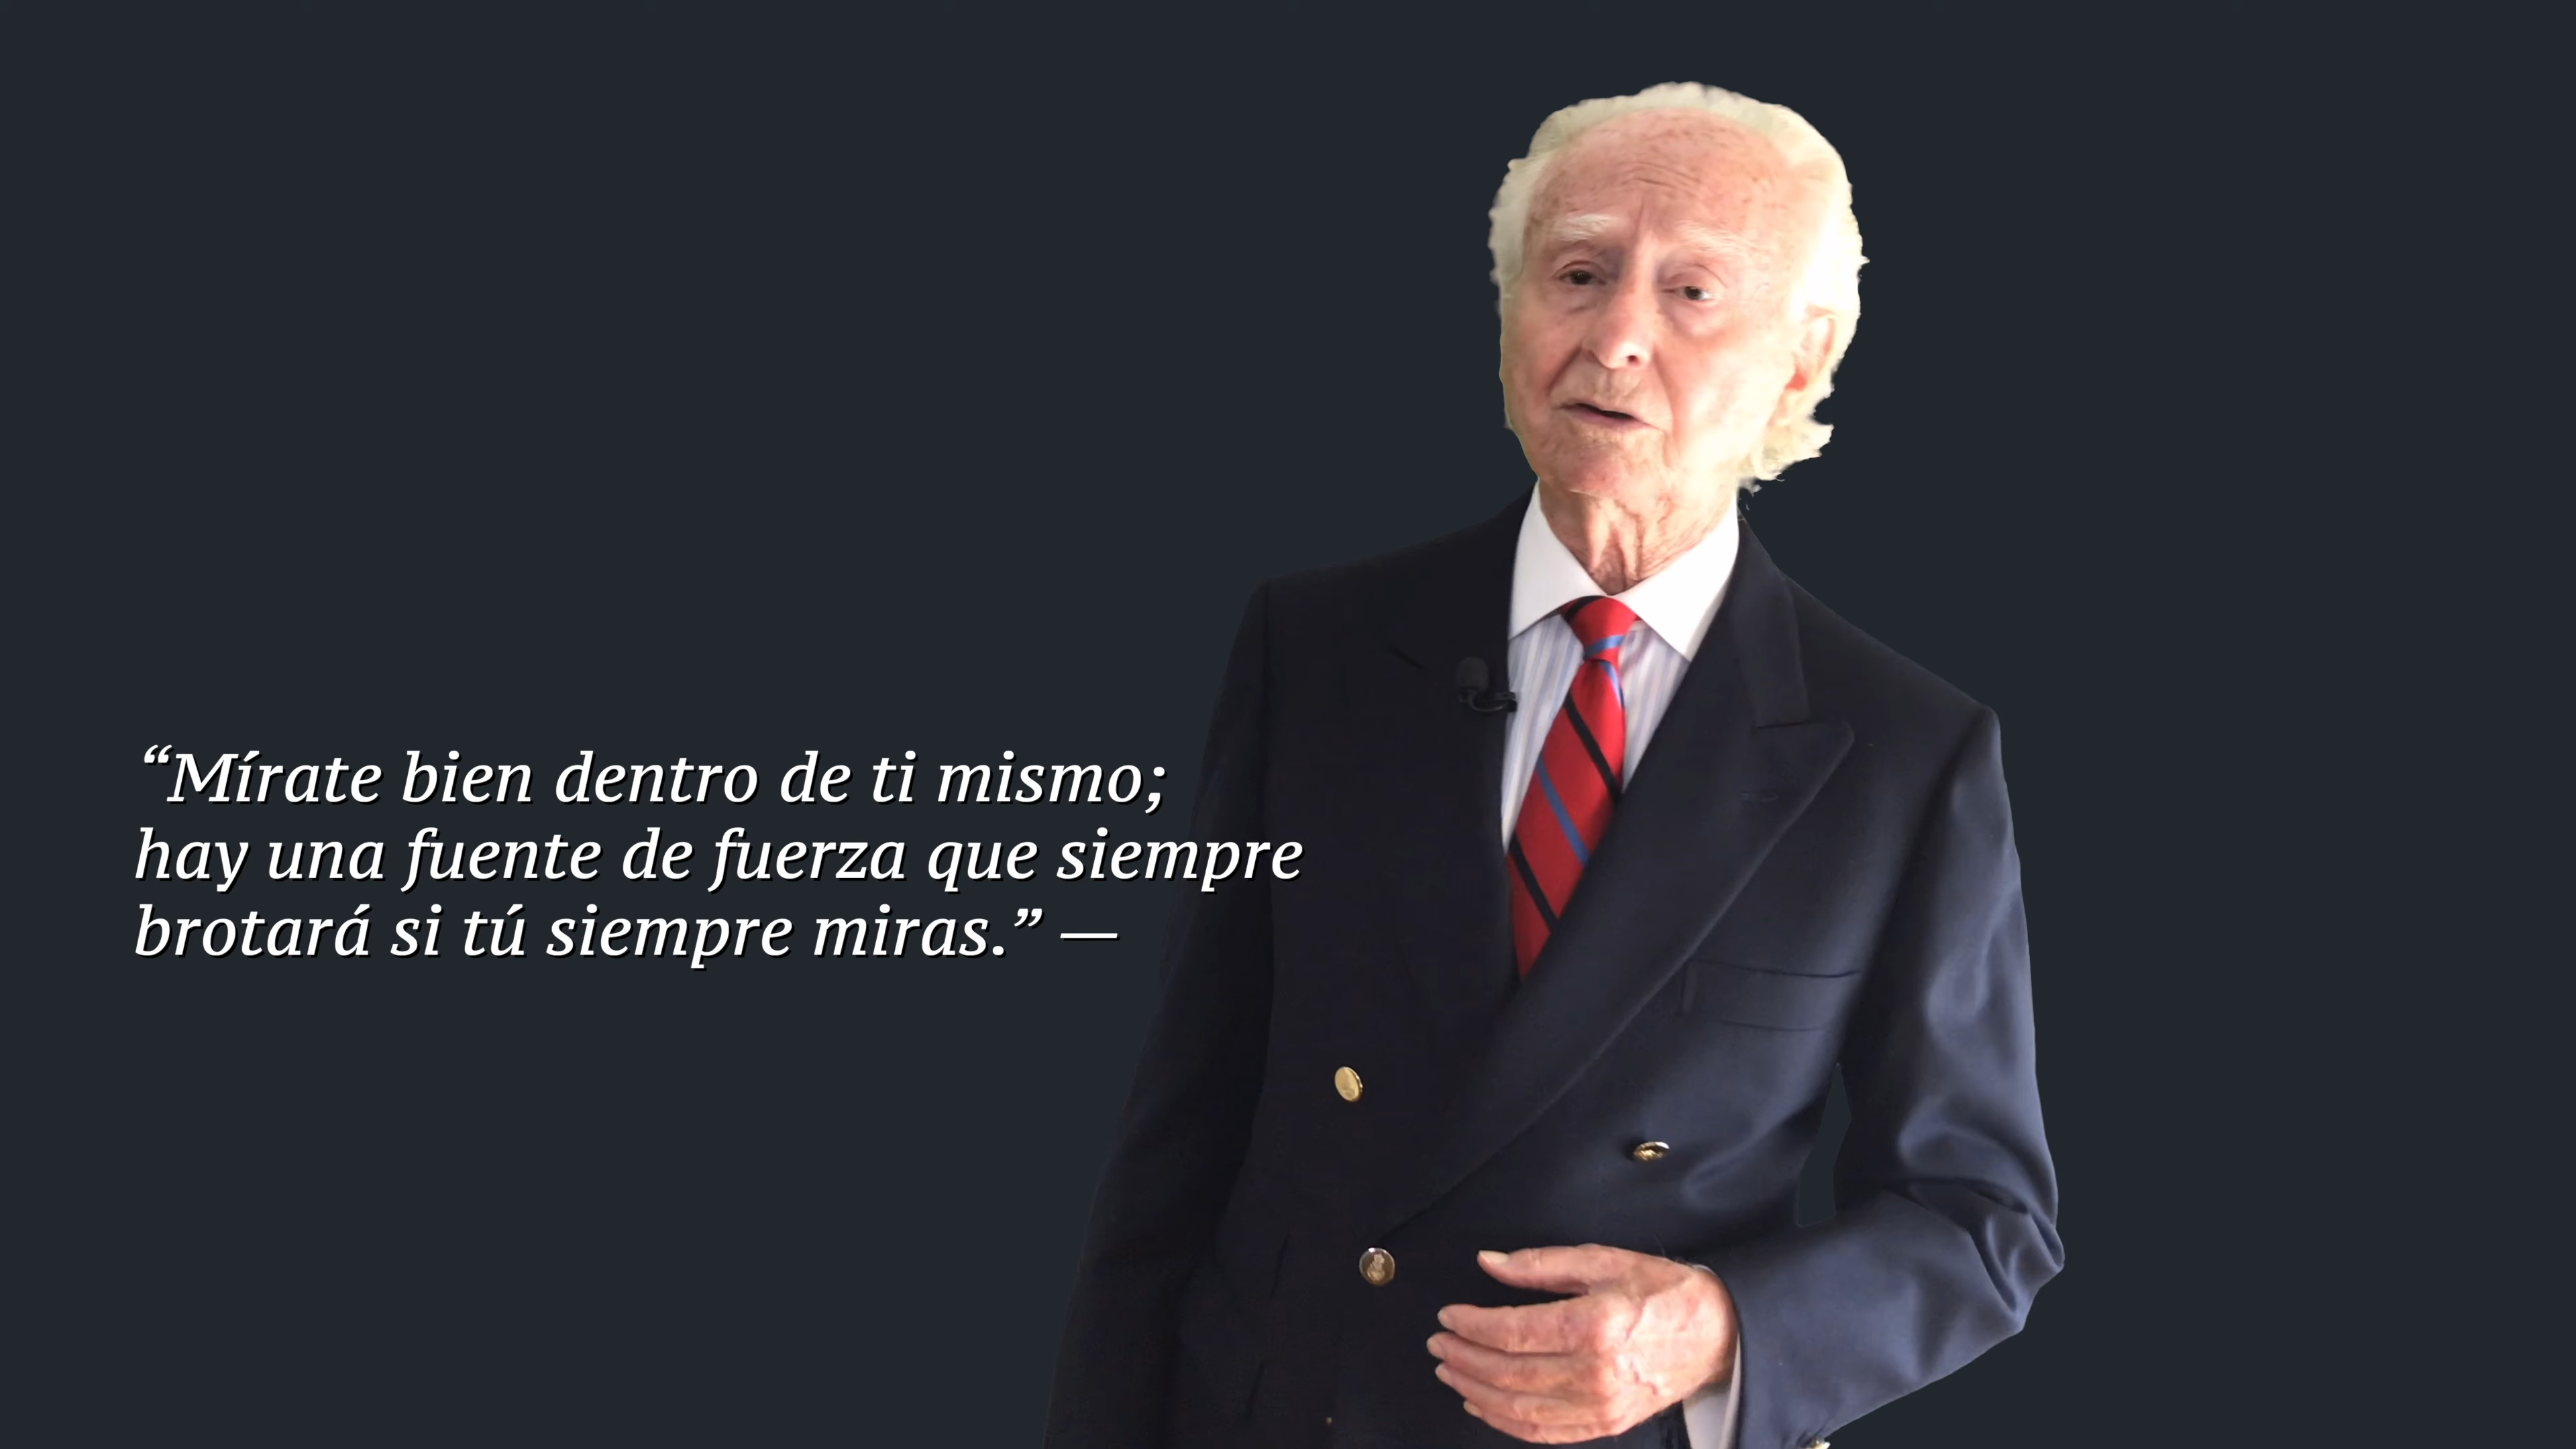 “Mírate bien dentro de ti mismo;
hay una fuente de fuerza que siempre
brotará si tú siempre miras.” —